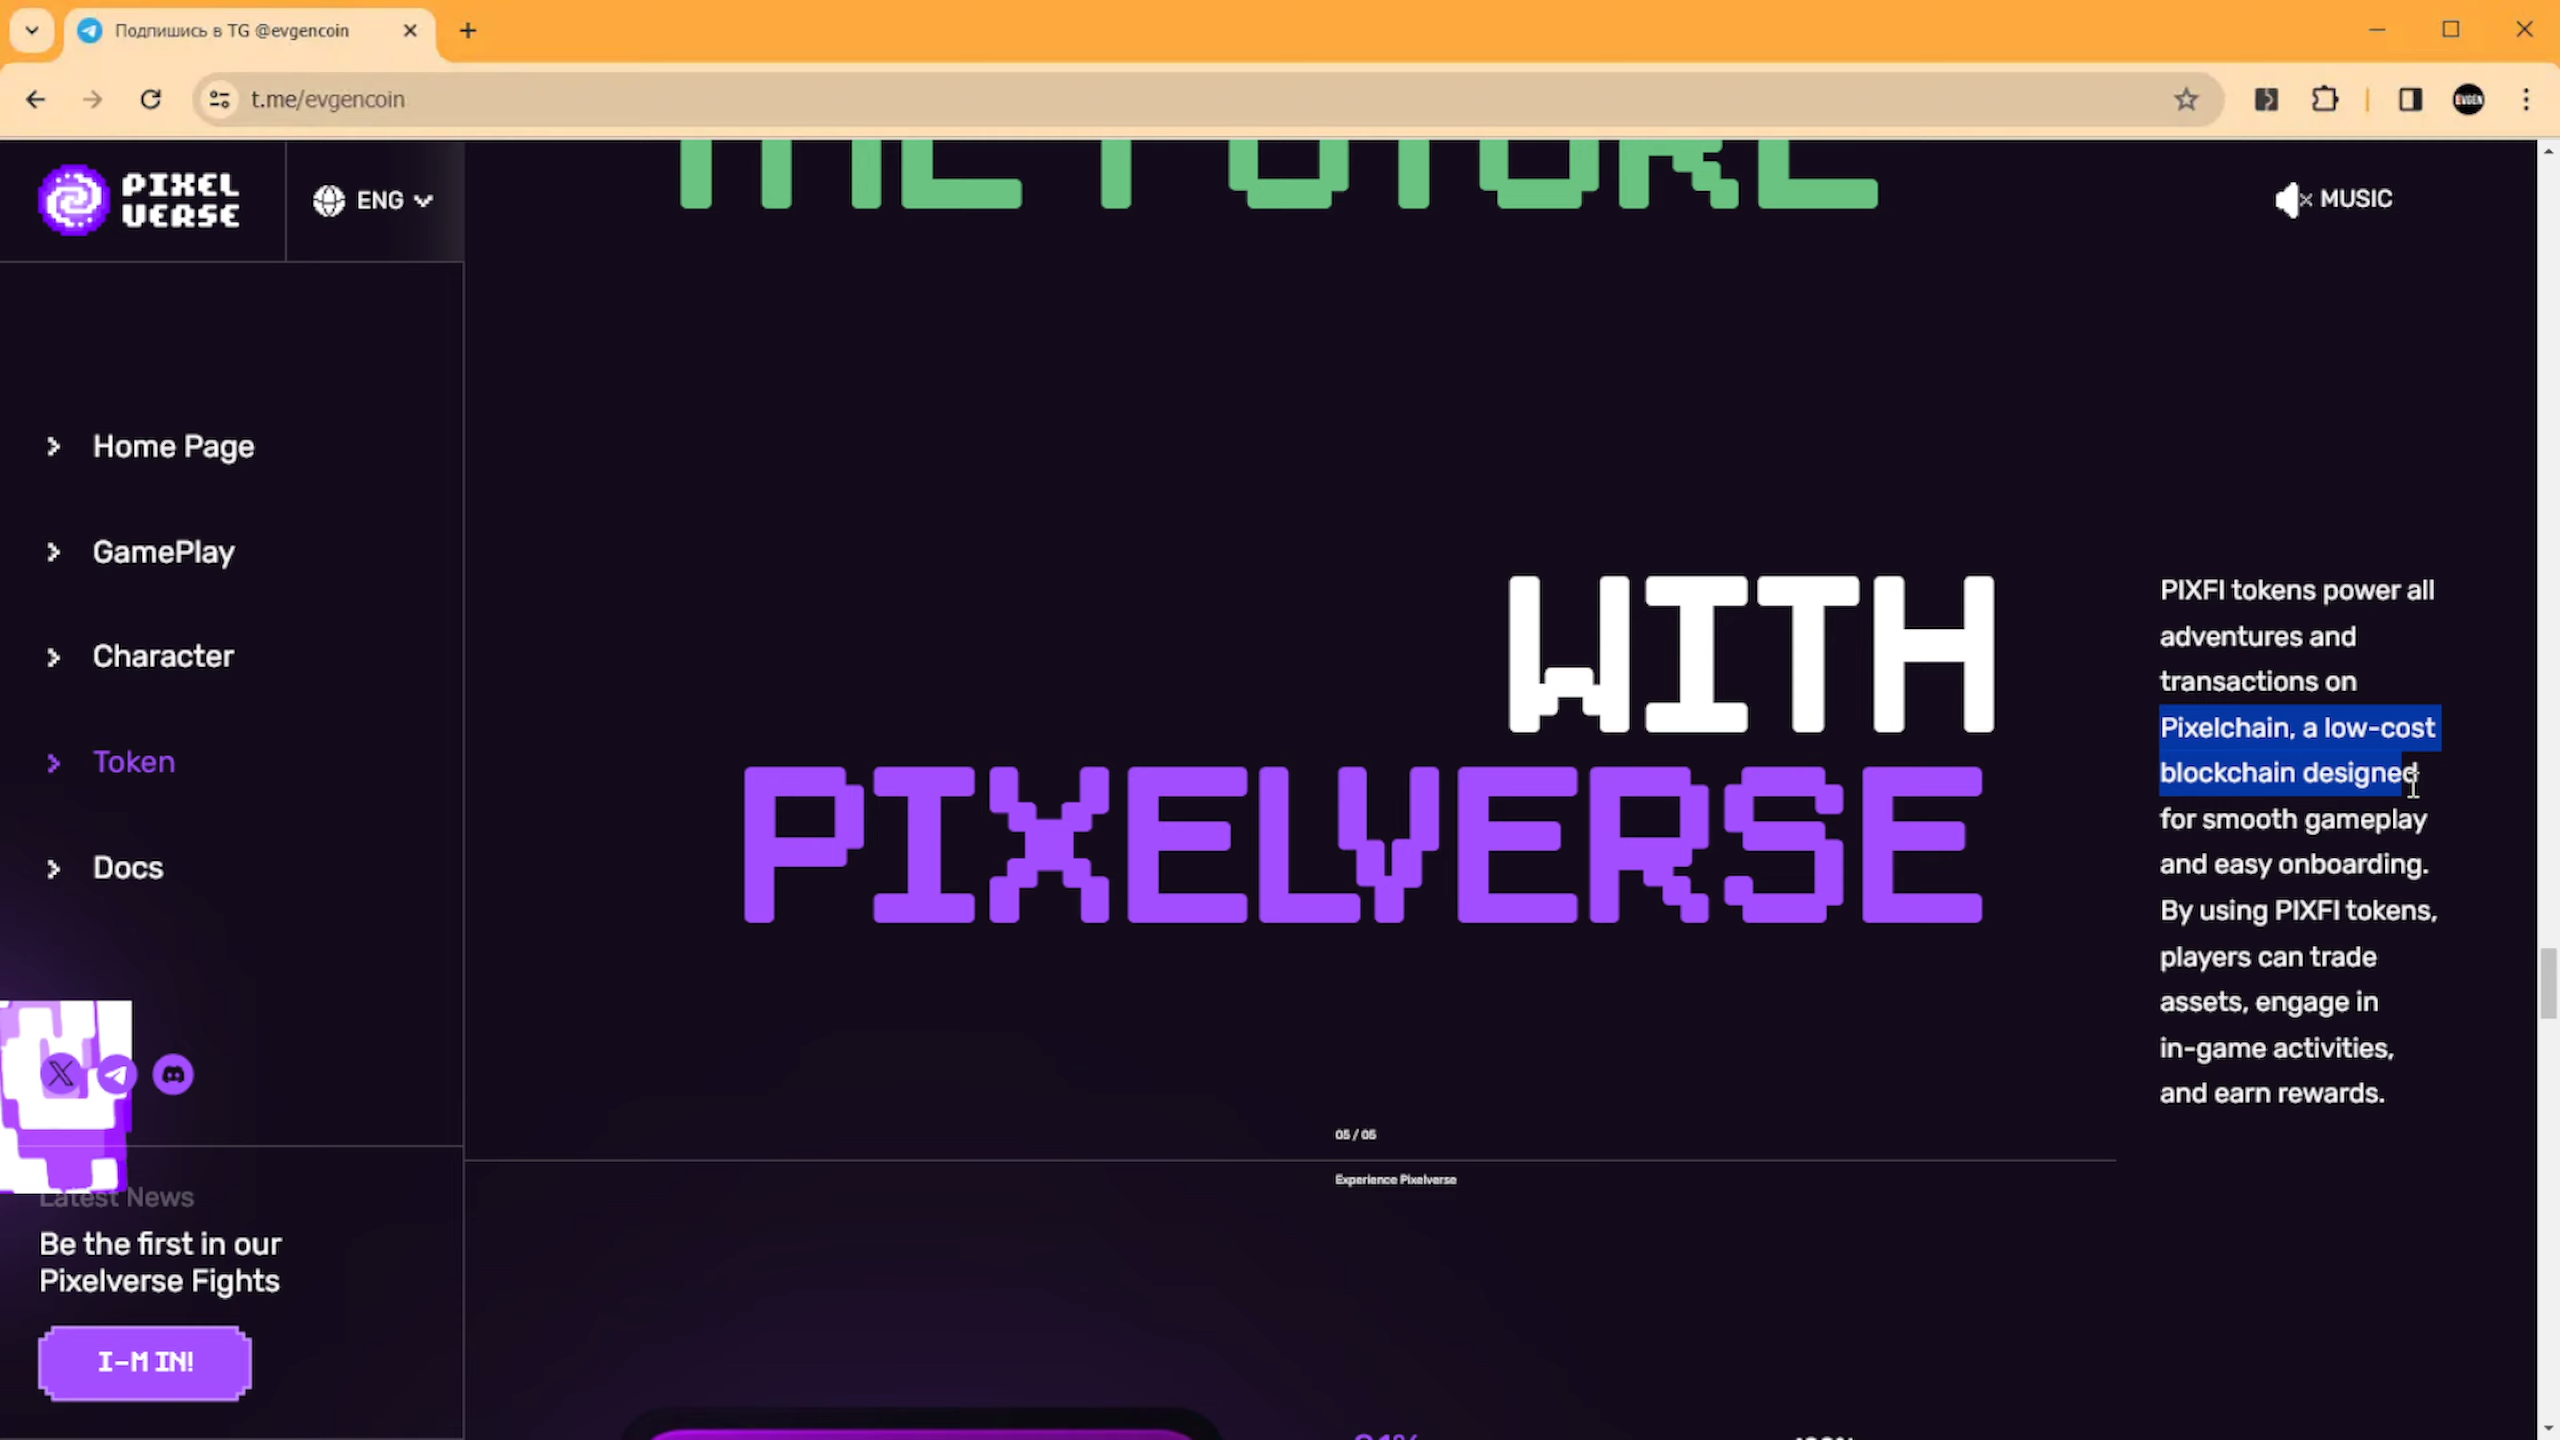 Подпишись в TG @evgencoin
t.me/evgencoin
EVGEN
PIXEL
VERSE
ENG
THE FUTURE
MUSIC
Home Page
GamePlay
Character
Token
Docs
WITH
PIXELVERSE
PIXFI tokens power all
adventures and
transactions on
Pixelchain, a low-cost
blockchain designed
for smooth gameplay
and easy onboarding.
By using PIXFI tokens,
players can trade
assets, engage in
in-game activities,
and earn rewards.
05 / 05
Experience Pixelverse
Latest News
Be the first in our
Pixelverse Fights
I-M IN!